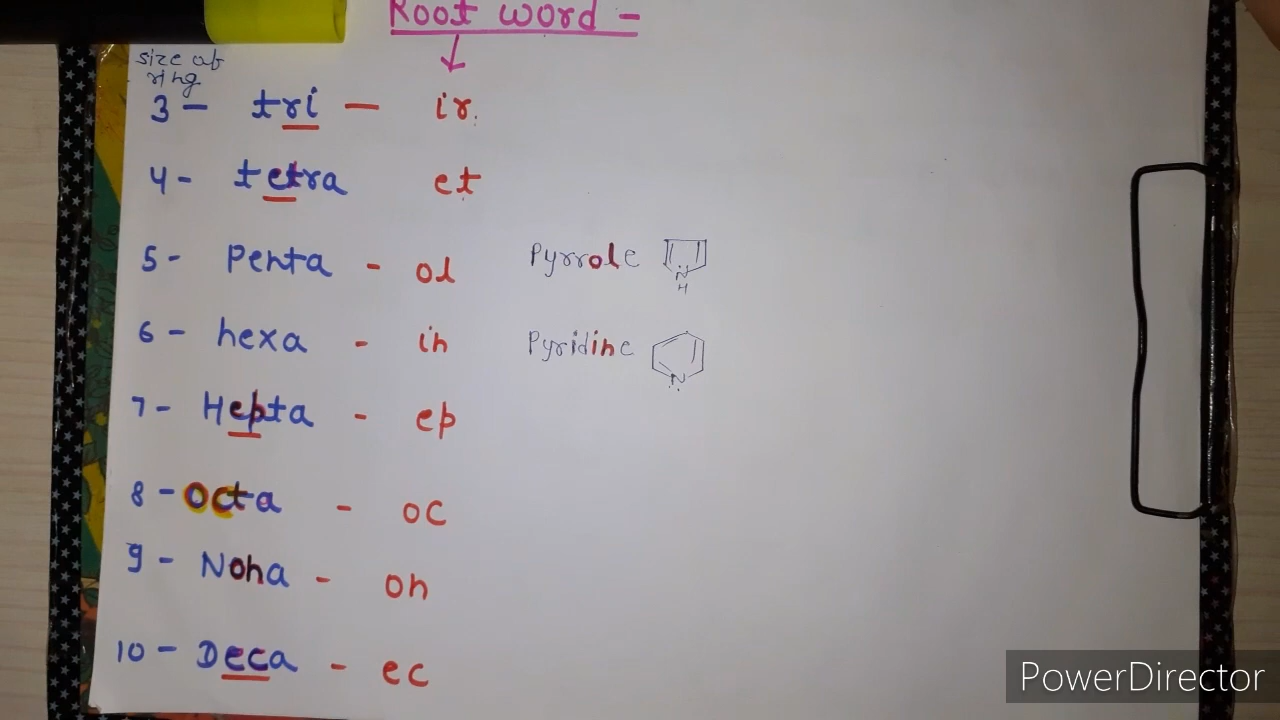 Root word -
size of ring
3 - tri - ir.
4 - tetra et
5 - Penta - ol Pyrrole N H
6 - hexa - in Pyridine N
7 - Hepta - ep
8 - octa - oc
9 - Nona - on
10 - Deca - ec
PowerDirector